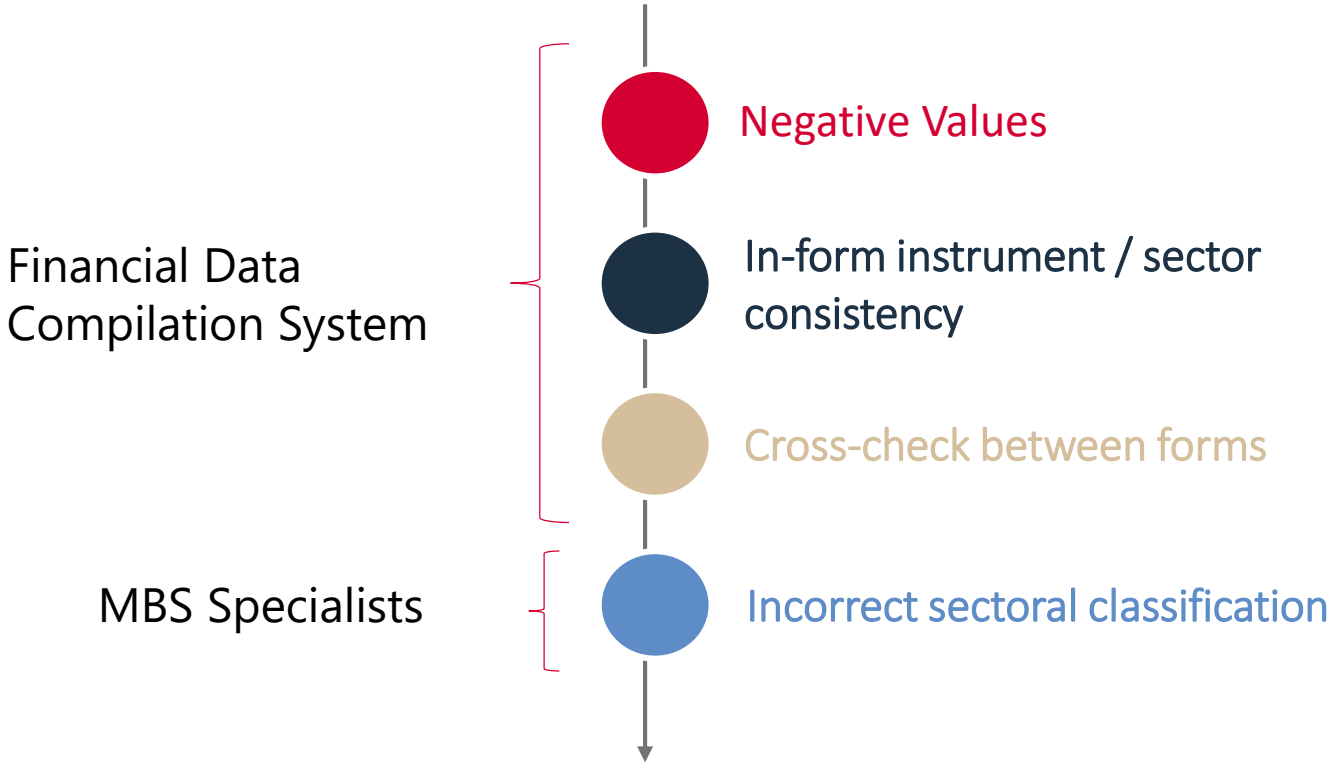 Negative Values
Financial Data
Compilation System
In-form instrument / sector
consistency
Cross-check between forms
MBS Specialists
Incorrect sectoral classification